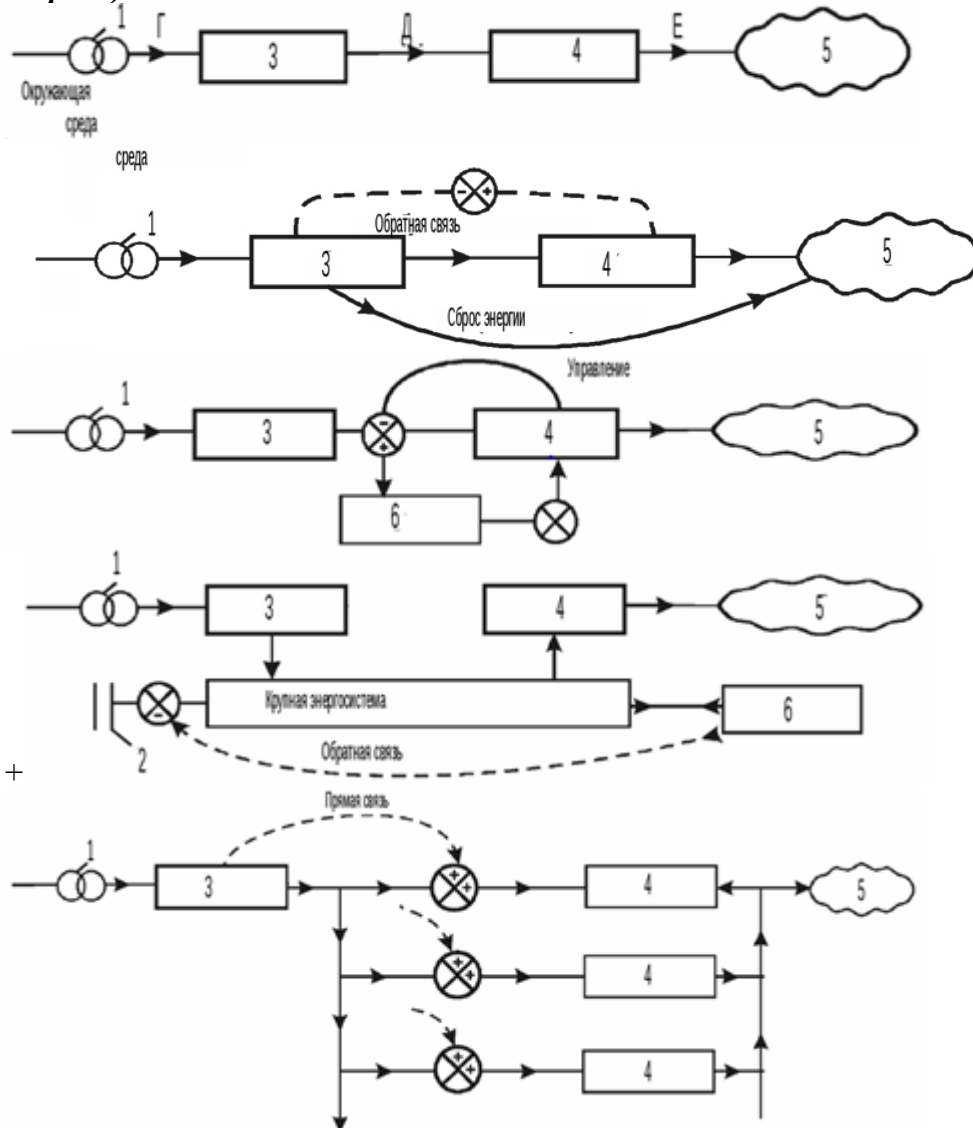 1 Г Д Е
3 4 5
Окружающая
среда
среда
- +
1 Обратная связь
3 4 5
Сброс энергии
Управление
1
3 - + 4 5
6
1
3 4 5
Крупная энергосистема 6
-
2 Обратная связь
+
Прямая связь
1
3 + + 4 5
+ + 4
+ + 4